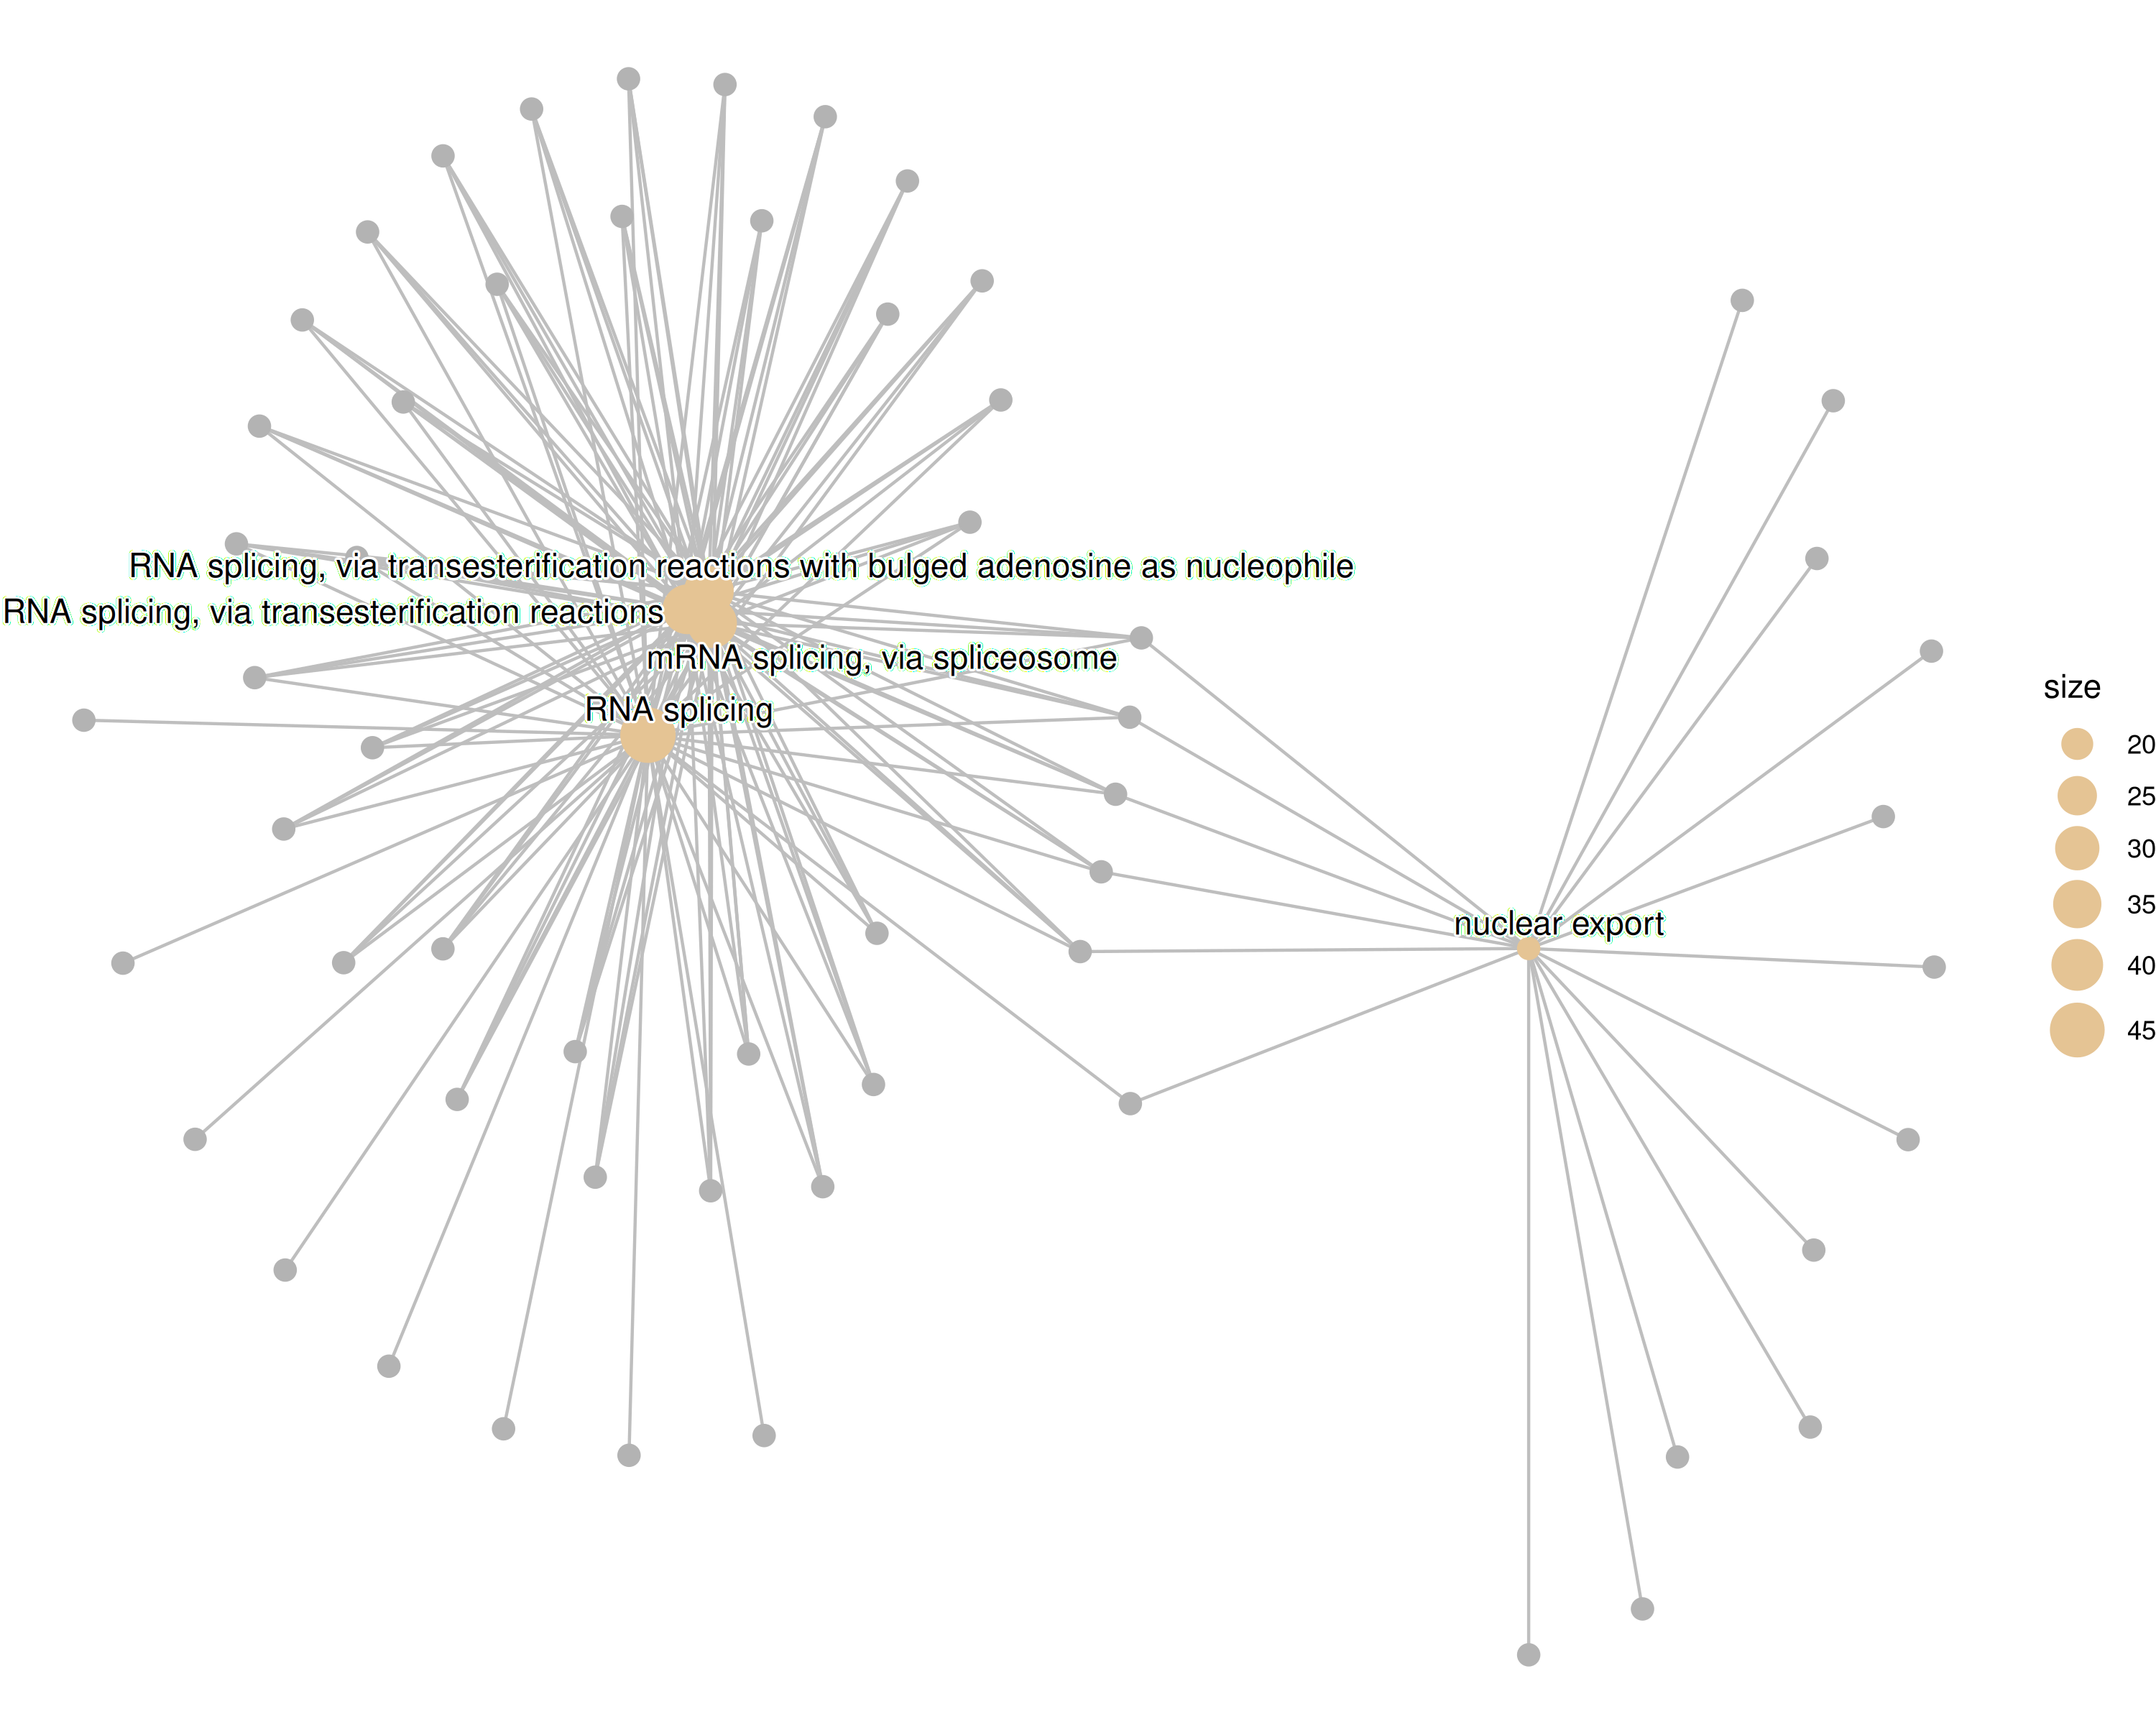 RNA splicing, via transesterification reactions with bulged adenosine as nucleophile
RNA splicing, via transesterification reactions
mRNA splicing, via spliceosome
RNA splicing
nuclear export
size
20
25
30
35
40
45